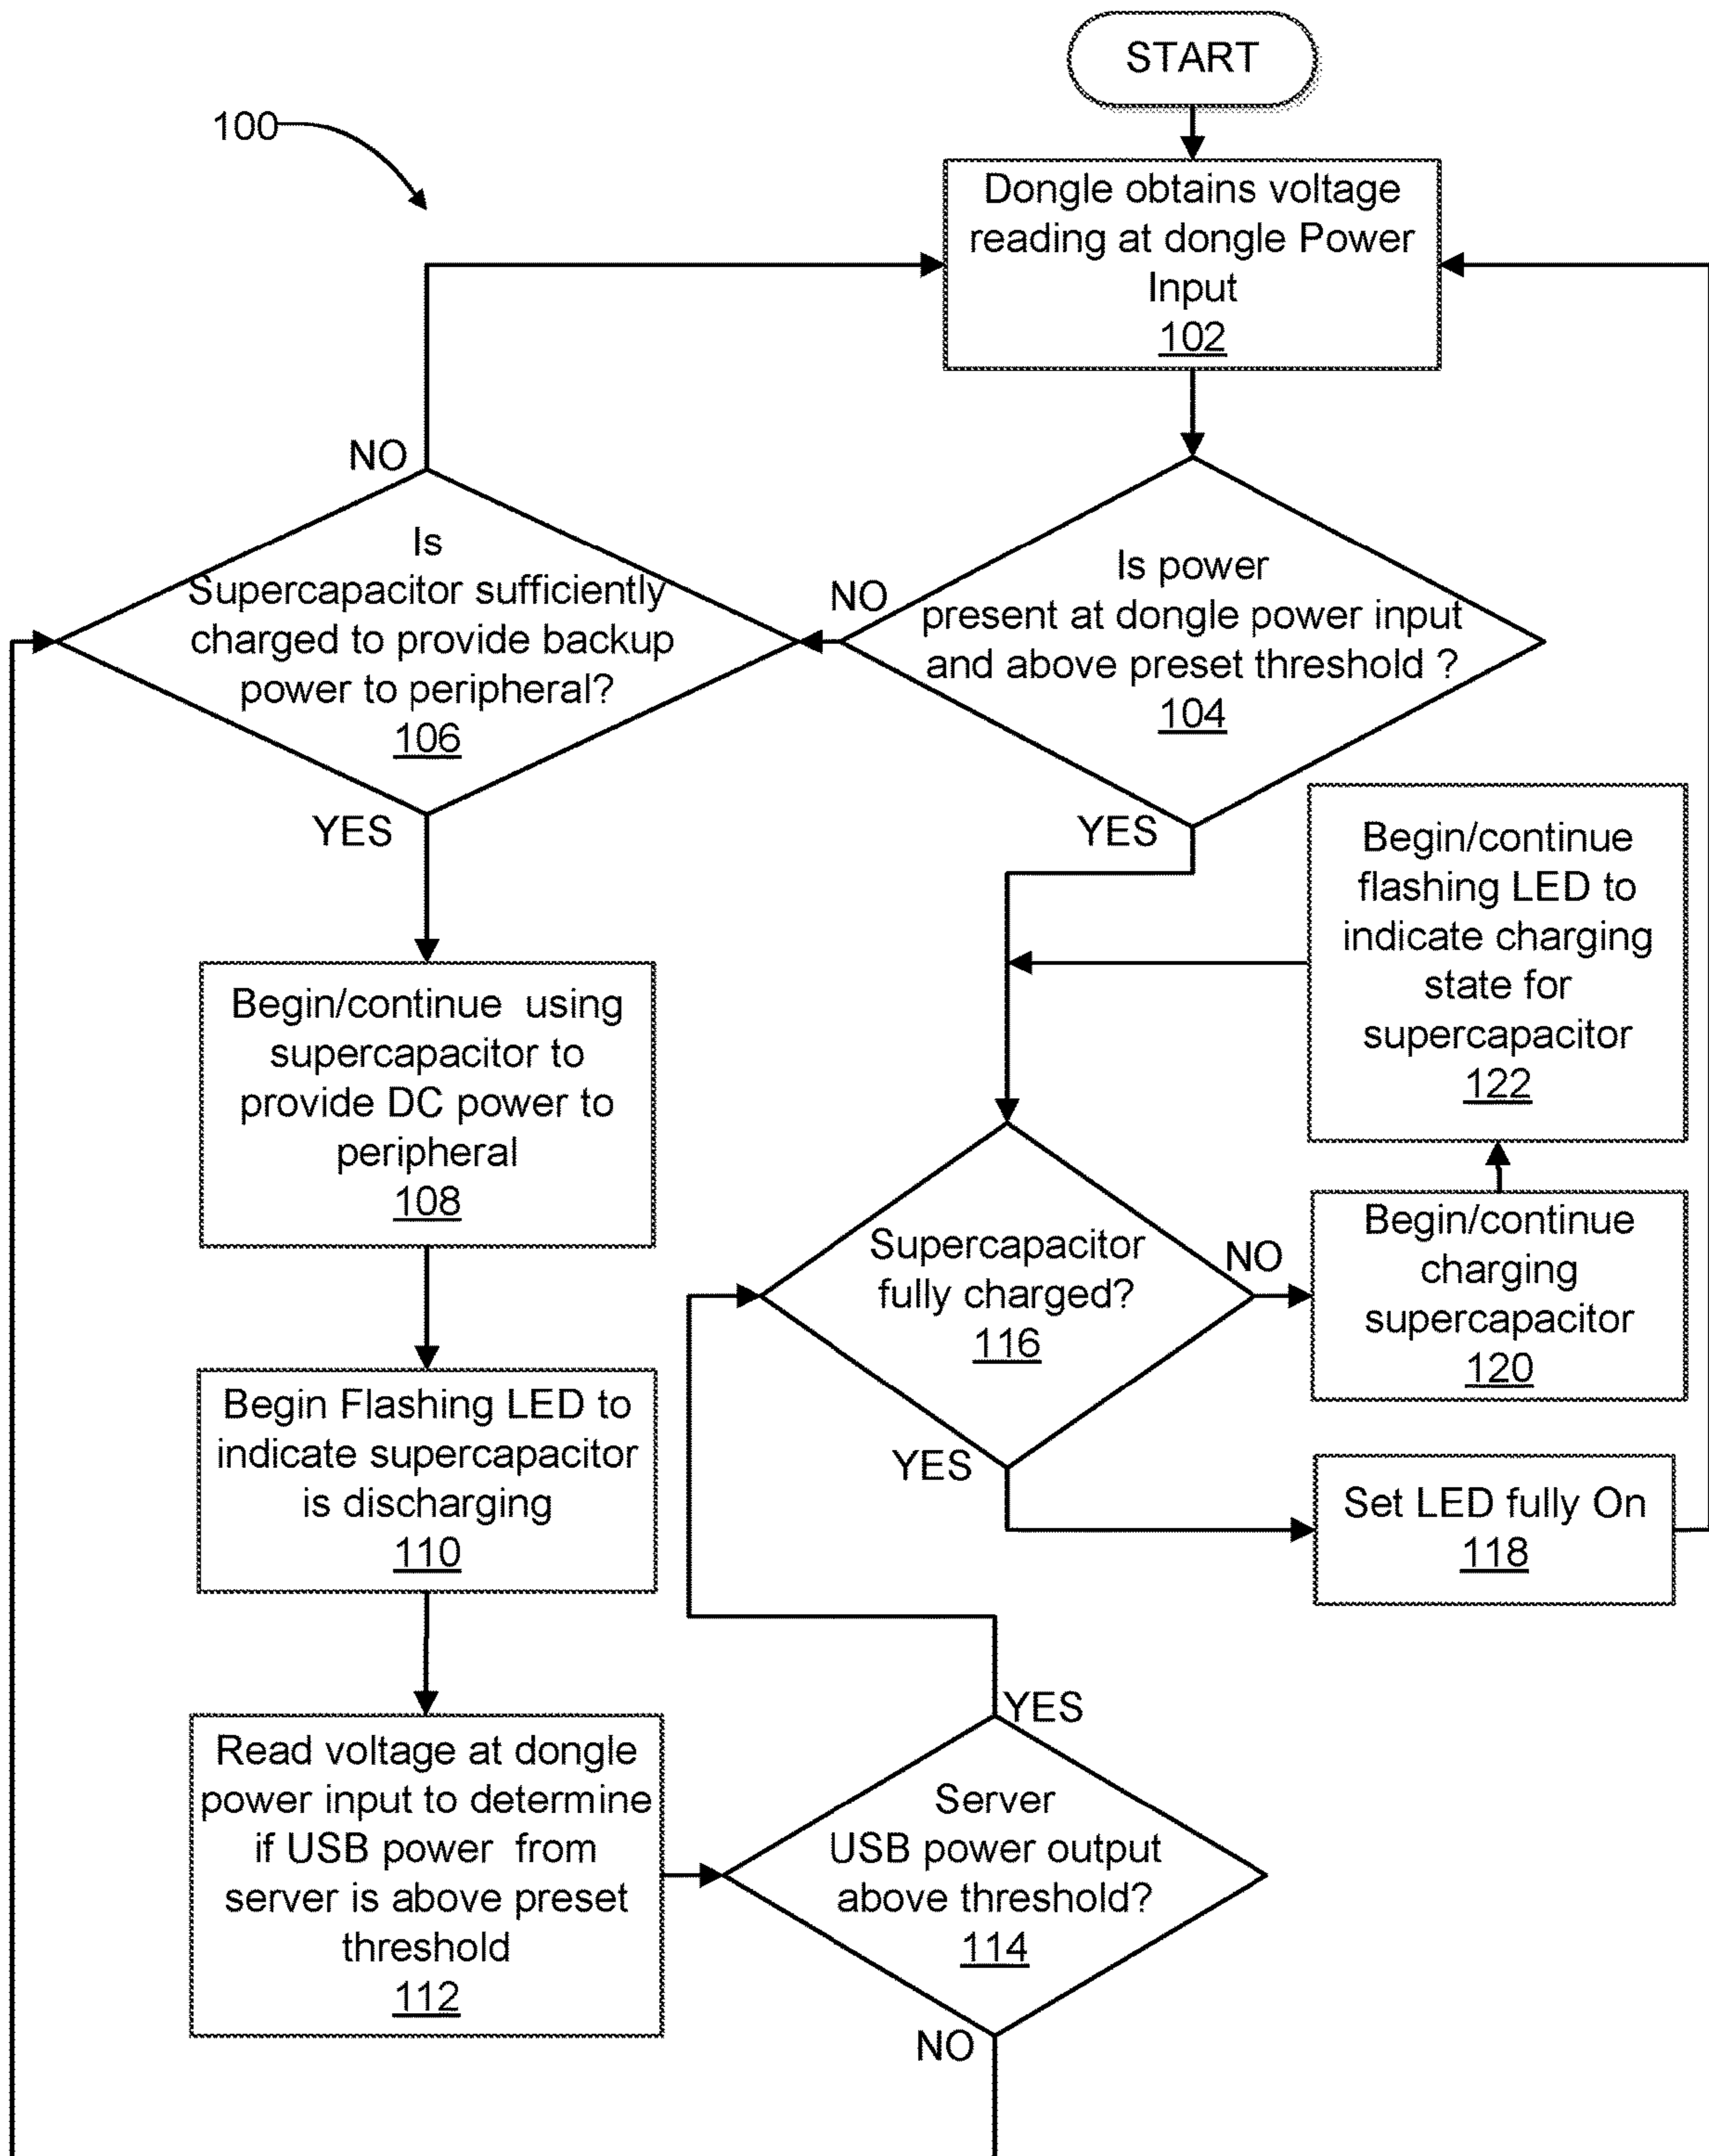 START
100
Dongle obtains voltage
reading at dongle Power
Input
102
NO
Is
Supercapacitor sufficiently
charged to provide backup
power to peripheral?
106
YES
NO
Is power
present at dongle power input
and above preset threshold ?
104
YES
Begin/continue
flashing LED to
indicate charging
state for
supercapacitor
122
Begin/continue using
supercapacitor to
provide DC power to
peripheral
108
Supercapacitor
fully charged?
116
NO
YES
Begin/continue
charging
supercapacitor
120
Begin Flashing LED to
indicate supercapacitor
is discharging
110
Set LED fully On
118
Read voltage at dongle
power input to determine
if USB power from
server is above preset
threshold
112
YES
Server
USB power output
above threshold?
114
NO